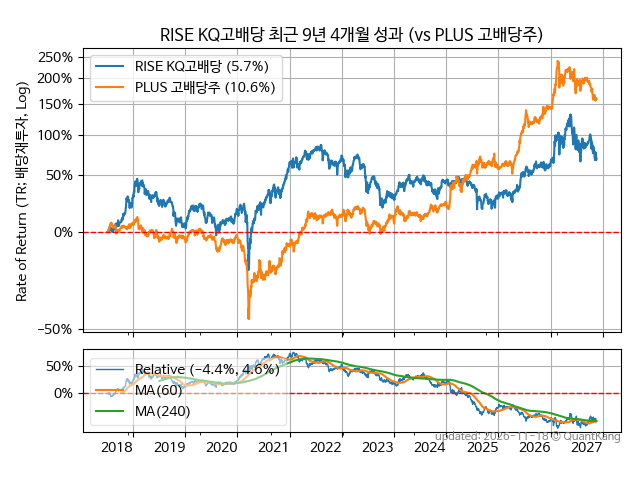 RISE KQ고배당 최근 9년 4개월 성과 (vs PLUS 고배당주)
Rate of Return (TR: 배당재투자, Log)
250%
200%
150%
100%
50%
0%
−50%
RISE KQ고배당 (5.7%)
PLUS 고배당주 (10.6%)
50%
0%
Relative (−4.4%, 4.6%)
MA(60)
MA(240)
2018 2019 2020 2021 2022 2023 2024 2025 2026 2027
updated: 2026-11-18 © QuantKang